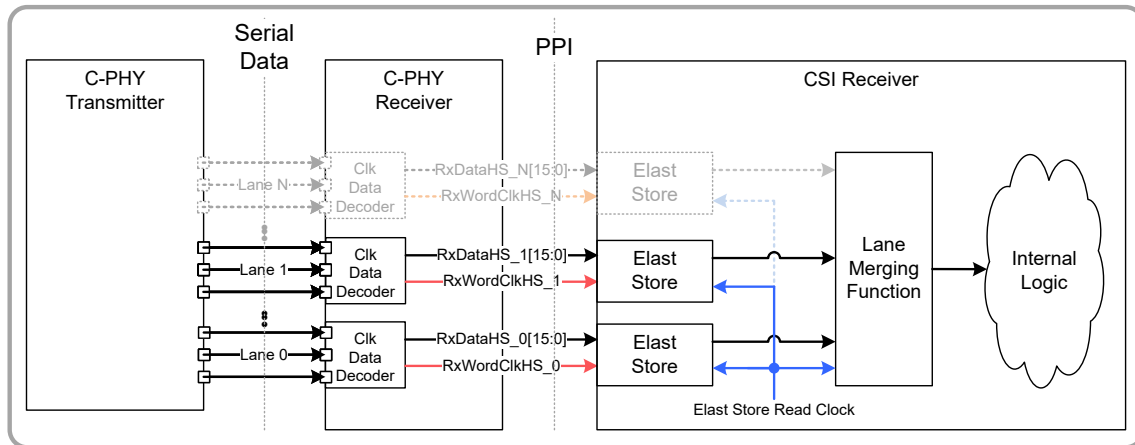 Serial
Data
PPI
C-PHY
Transmitter
C-PHY
Receiver
CSI Receiver
Lane N
Clk
Data
Decoder
RxDataHS_N[15:0]
RxWordClkHS_N
Elast
Store
Lane 1
Clk
Data
Decoder
RxDataHS_1[15:0]
RxWordClkHS_1
Elast
Store
Lane 0
Clk
Data
Decoder
RxDataHS_0[15:0]
RxWordClkHS_0
Elast
Store
Lane
Merging
Function
Internal
Logic
Elast Store Read Clock